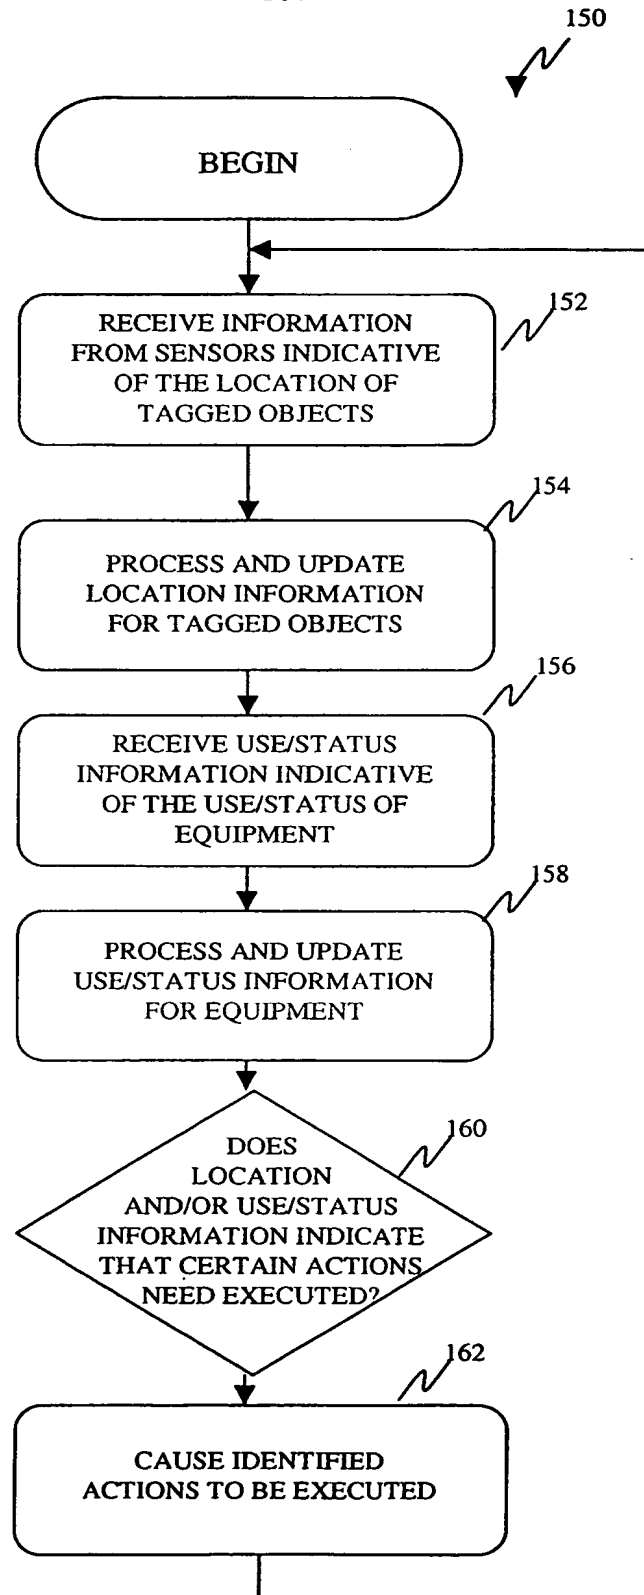 150
BEGIN
152
RECEIVE INFORMATION
FROM SENSORS INDICATIVE
OF THE LOCATION OF
TAGGED OBJECTS
154
PROCESS AND UPDATE
LOCATION INFORMATION
FOR TAGGED OBJECTS
156
RECEIVE USE/STATUS
INFORMATION INDICATIVE
OF THE USE/STATUS OF
EQUIPMENT
158
PROCESS AND UPDATE
USE/STATUS INFORMATION
FOR EQUIPMENT
160
DOES
LOCATION
AND/OR USE/STATUS
INFORMATION INDICATE
THAT CERTAIN ACTIONS
NEED EXECUTED?
162
CAUSE IDENTIFIED
ACTIONS TO BE EXECUTED